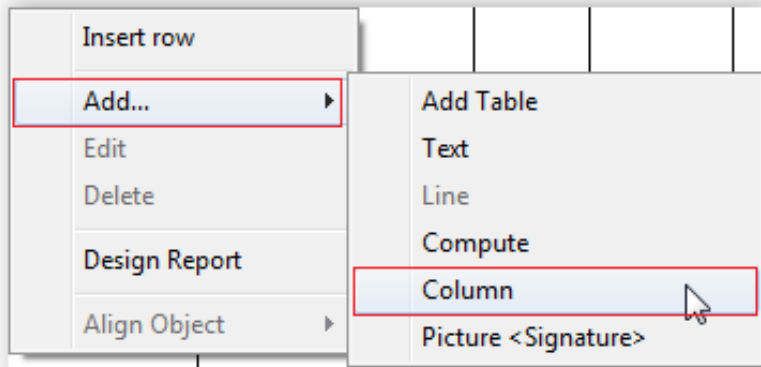 Insert row
Add...
Edit
Delete
Design Report
Align Object
Add Table
Text
Line
Compute
Column
Picture <Signature>